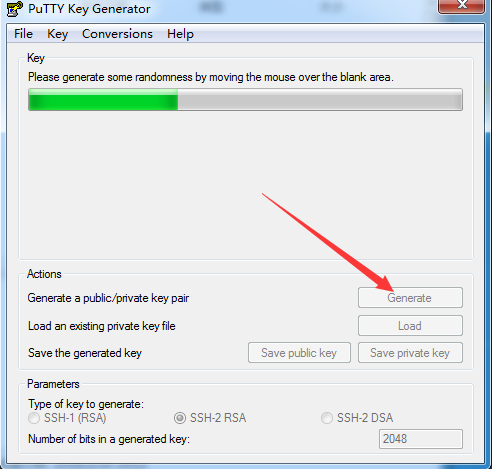 PuTTY Key Generator
File Key Conversions Help
Key
Please generate some randomness by moving the mouse over the blank area.
Actions
Generate a public/private key pair
Generate
Load an existing private key file
Load
Save the generated key
Save public key
Save private key
Parameters
Type of key to generate:
SSH-1 (RSA)
SSH-2 RSA
SSH-2 DSA
Number of bits in a generated key:
2048